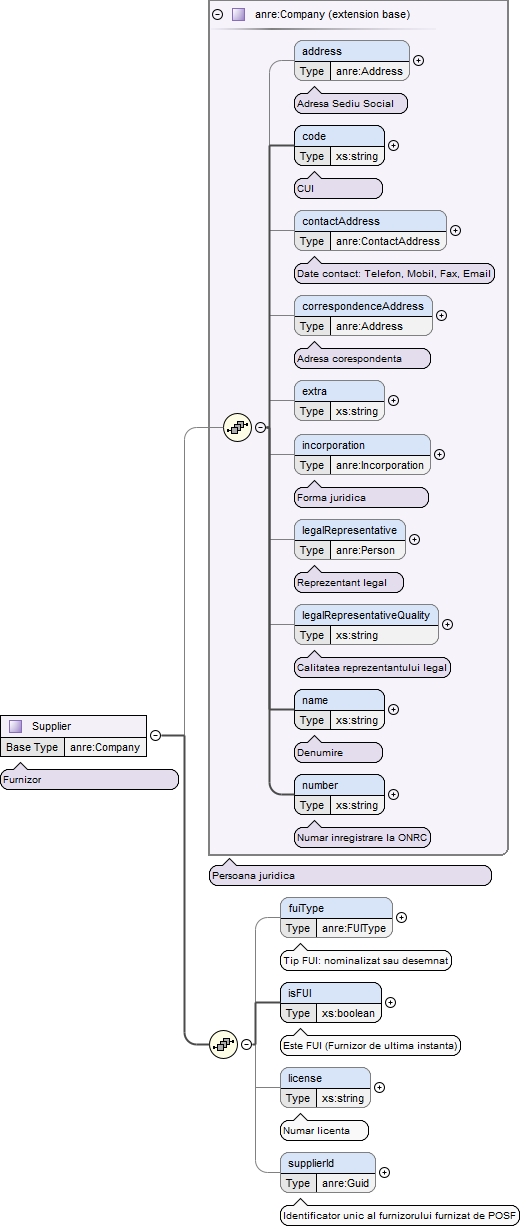 anre:Company (extension base)
address
Type anre:Address
Adresa Sediu Social
code
Type xs:string
CUI
contactAddress
Type anre:ContactAddress
Date contact: Telefon, Mobil, Fax, Email
correspondenceAddress
Type anre:Address
Adresa corespondenta
extra
Type xs:string
incorporation
Type anre:Incorporation
Forma juridica
legalRepresentative
Type anre:Person
Reprezentant legal
legalRepresentativeQuality
Type xs:string
Calitatea reprezentantului legal
name
Type xs:string
Denumire
number
Type xs:string
Numar inregistrare la ONRC
Persoana juridica
Supplier
Base Type anre:Company
Furnizor
fuiType
Type anre:FUIType
Tip FUI: nominalizat sau desemnat
isFUI
Type xs:boolean
Este FUI (Furnizor de ultima instanta)
license
Type xs:string
Numar licenta
supplierId
Type anre:Guid
Identificator unic al furnizorului furnizat de POSF